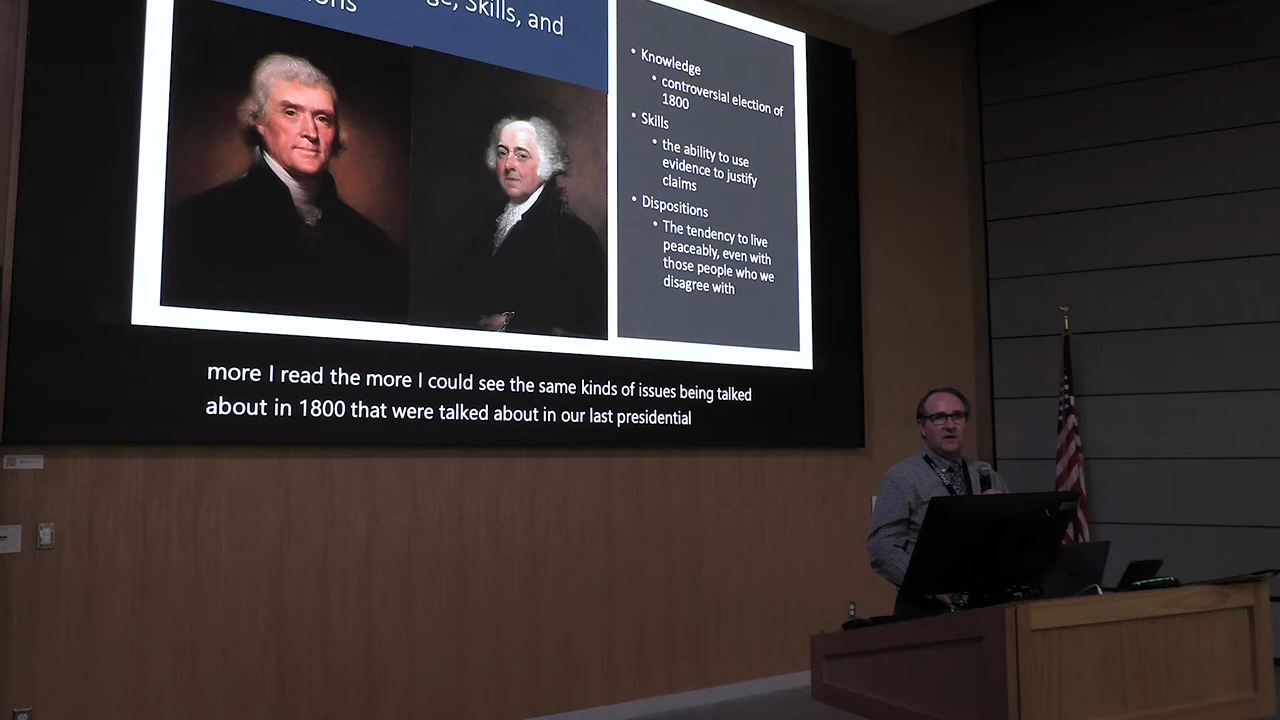 Skills, and
• Knowledge
• controversial election of
1800
• Skills
• the ability to use
evidence to justify
claims
• Dispositions
• The tendency to live
peaceably, even with
those people who we
disagree with
more I read the more I could see the same kinds of issues being talked
about in 1800 that were talked about in our last presidential